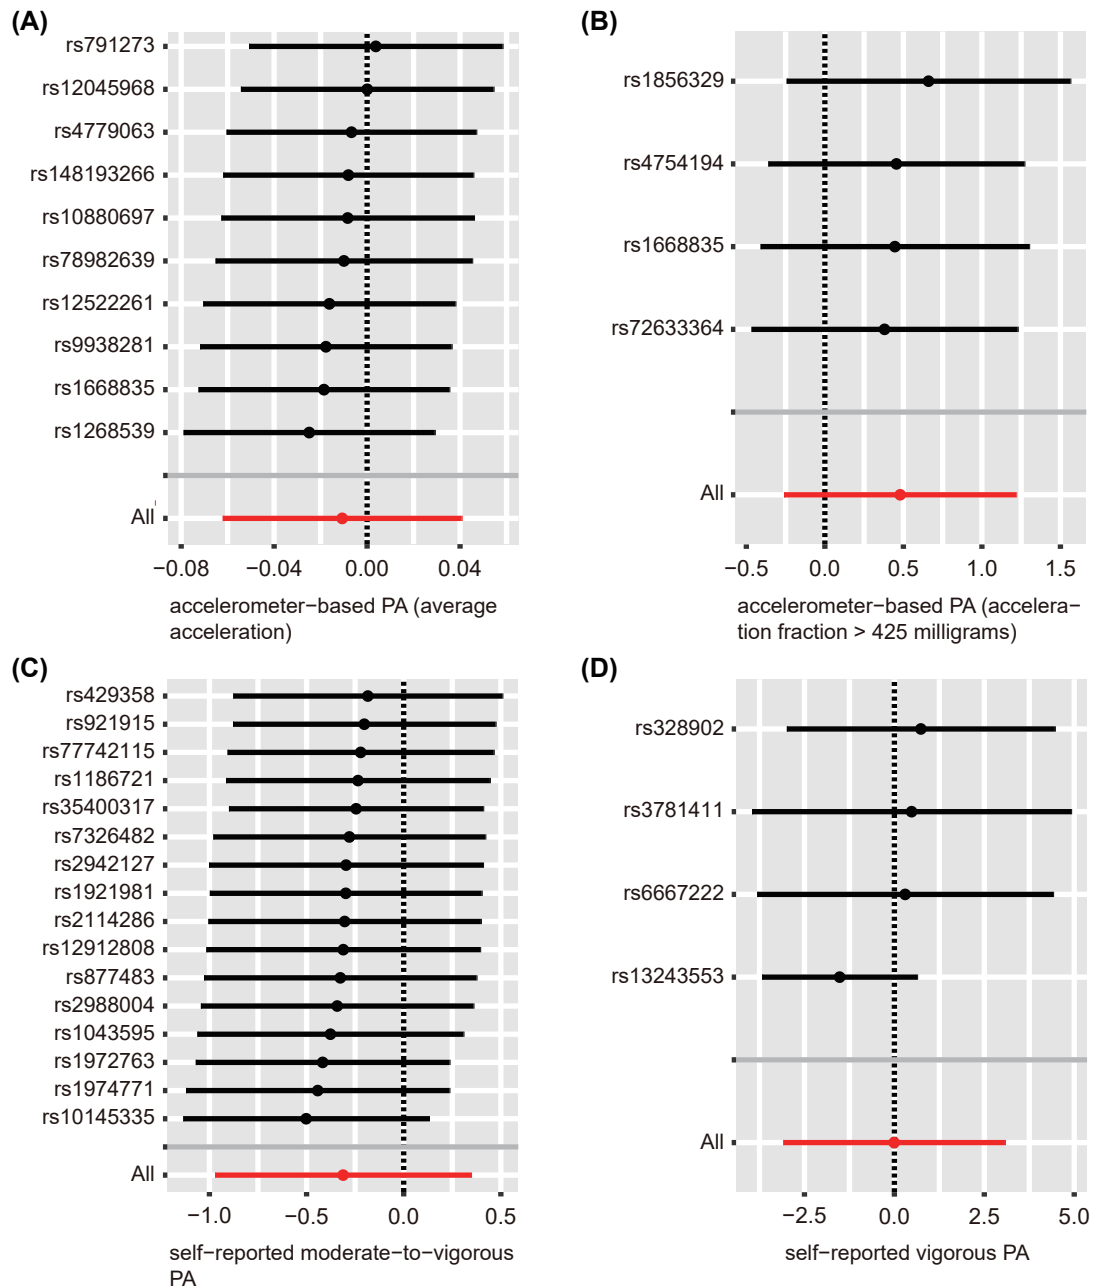 (A)
rs791273
rs12045968
rs4779063
rs148193266
rs10880697
rs78982639
rs12522261
rs9938281
rs1668835
rs1268539
All
−0.08 −0.04 0.00 0.04
accelerometer−based PA (average
acceleration)
(B)
rs1856329
rs4754194
rs1668835
rs72633364
All
−0.5 0.0 0.5 1.0 1.5
accelerometer−based PA (accelera−
tion fraction > 425 milligrams)
(C)
rs429358
rs921915
rs77742115
rs1186721
rs35400317
rs7326482
rs2942127
rs1921981
rs2114286
rs12912808
rs877483
rs2988004
rs1043595
rs1972763
rs1974771
rs10145335
All
−1.0 −0.5 0.0 0.5
self−reported moderate−to−vigorous
PA
(D)
rs328902
rs3781411
rs6667222
rs13243553
All
−2.5 0.0 2.5 5.0
self−reported vigorous PA